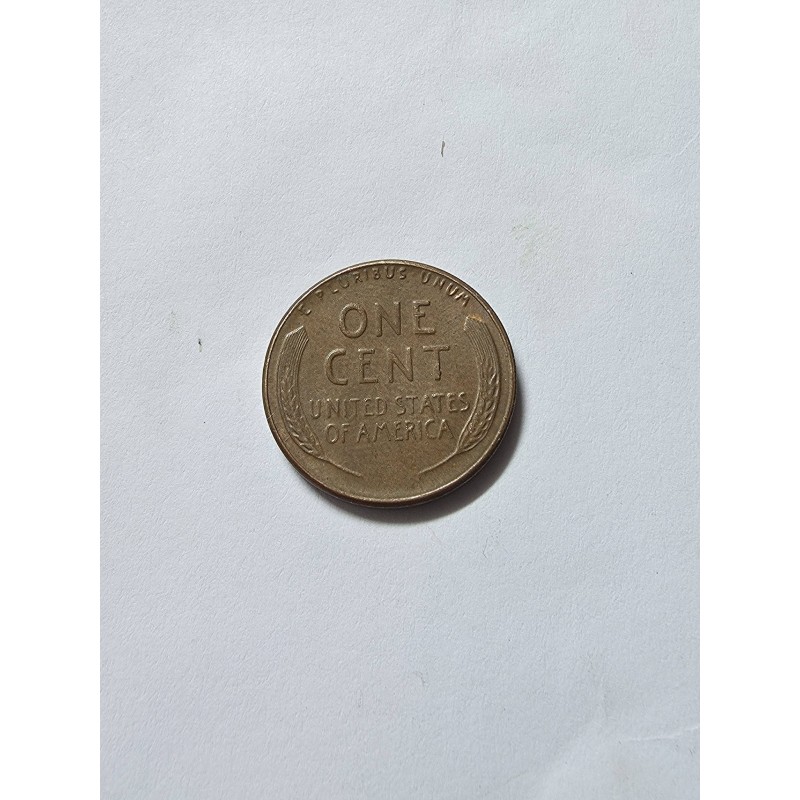 E PLURIBUS UNUM
ONE
CENT
UNITED STATES
OF AMERICA